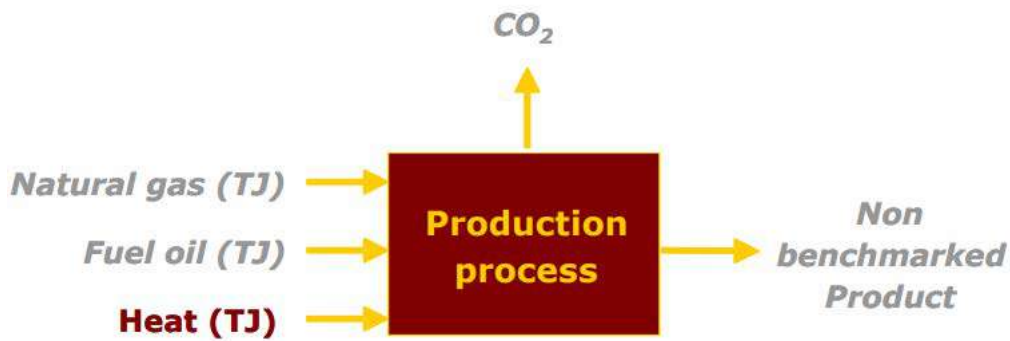 CO₂
Natural gas (TJ)
Fuel oil (TJ)
Heat (TJ)
Production
process
Non
benchmarked
Product